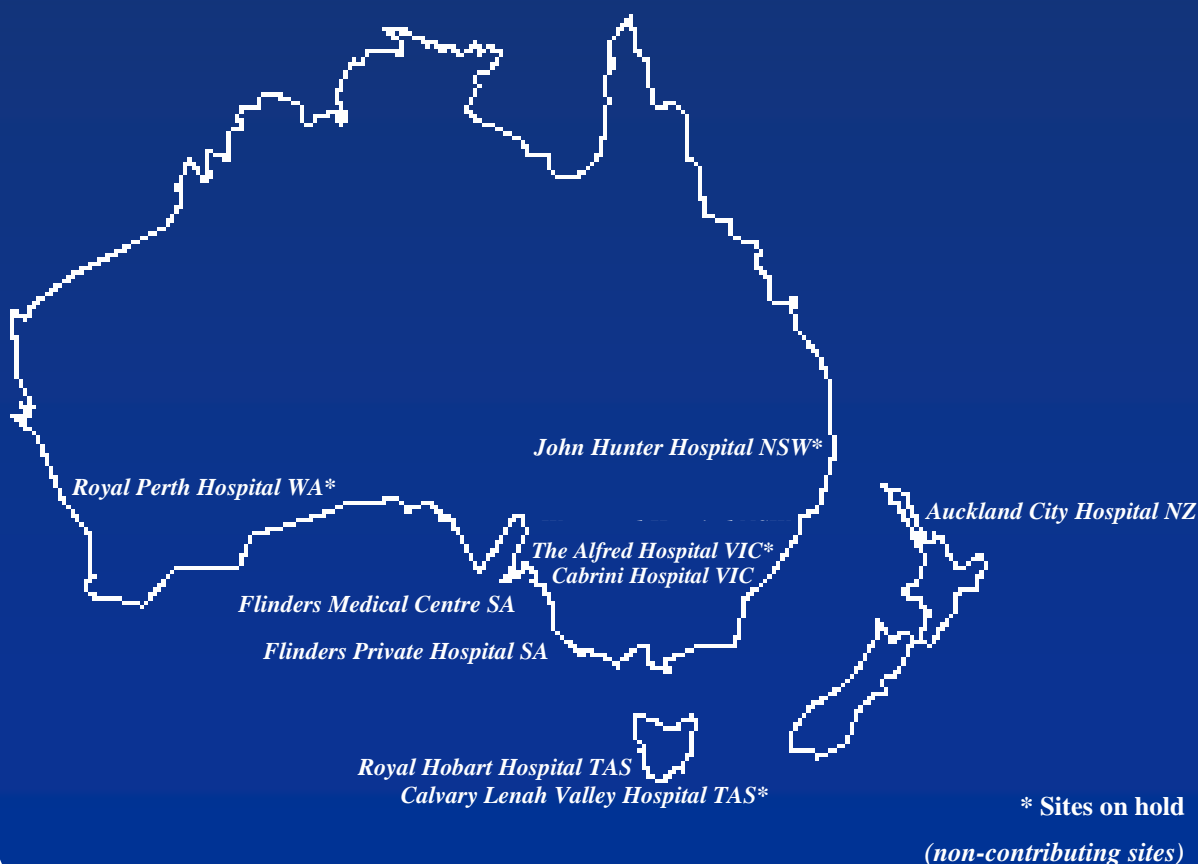 John Hunter Hospital NSW*
Royal Perth Hospital WA*
Auckland City Hospital NZ
The Alfred Hospital VIC*
Cabrini Hospital VIC
Flinders Medical Centre SA
Flinders Private Hospital SA
Royal Hobart Hospital TAS
Calvary Lenah Valley Hospital TAS*
* Sites on hold
(non-contributing sites)